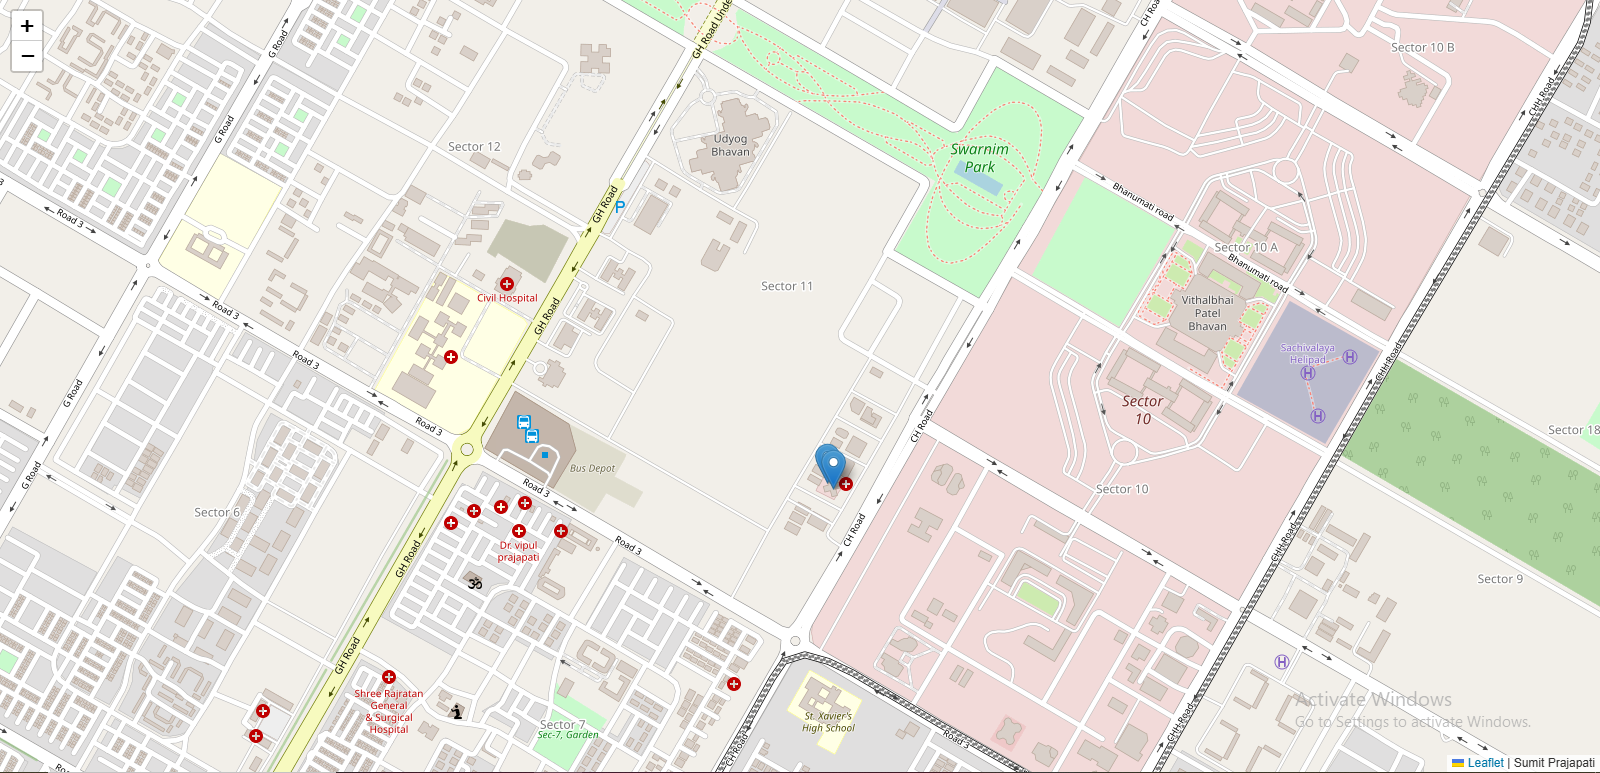 +
−
G Road
GH Road Unde
CH Roa
Sector 10 B
CHH Road
G Road
Sector 12
Udyog
Bhavan
Swarnim
Park
GH Road
P
Bhanumati road
Road 3
Sector 10 A
Bhanumati road
Sector 11
Civil Hospital
Vithalbhai
Patel
Bhavan
Road 3
GH Road
Sachivalaya
Helipad
H
H
H
CHH Road
Road 3
G Road
Sector
10
Road 3
CH Road
Sector 18
Bus Depot
G Road
Road 3
Sector 10
Sector 6
CH Road
Road 3
Dr. vipul
prajapati
GH Road
CHH Road
Sector 9
ॐ
GH Road
H
Shree Rajratan
General
& Surgical
Hospital
St. Xavier's
High School
Sector 7
Sec-7, Garden
CH Road
Road 3
CHH Road
Activate Windows
Go to Settings to activate Windows.
Leaflet | Sumit Prajapati